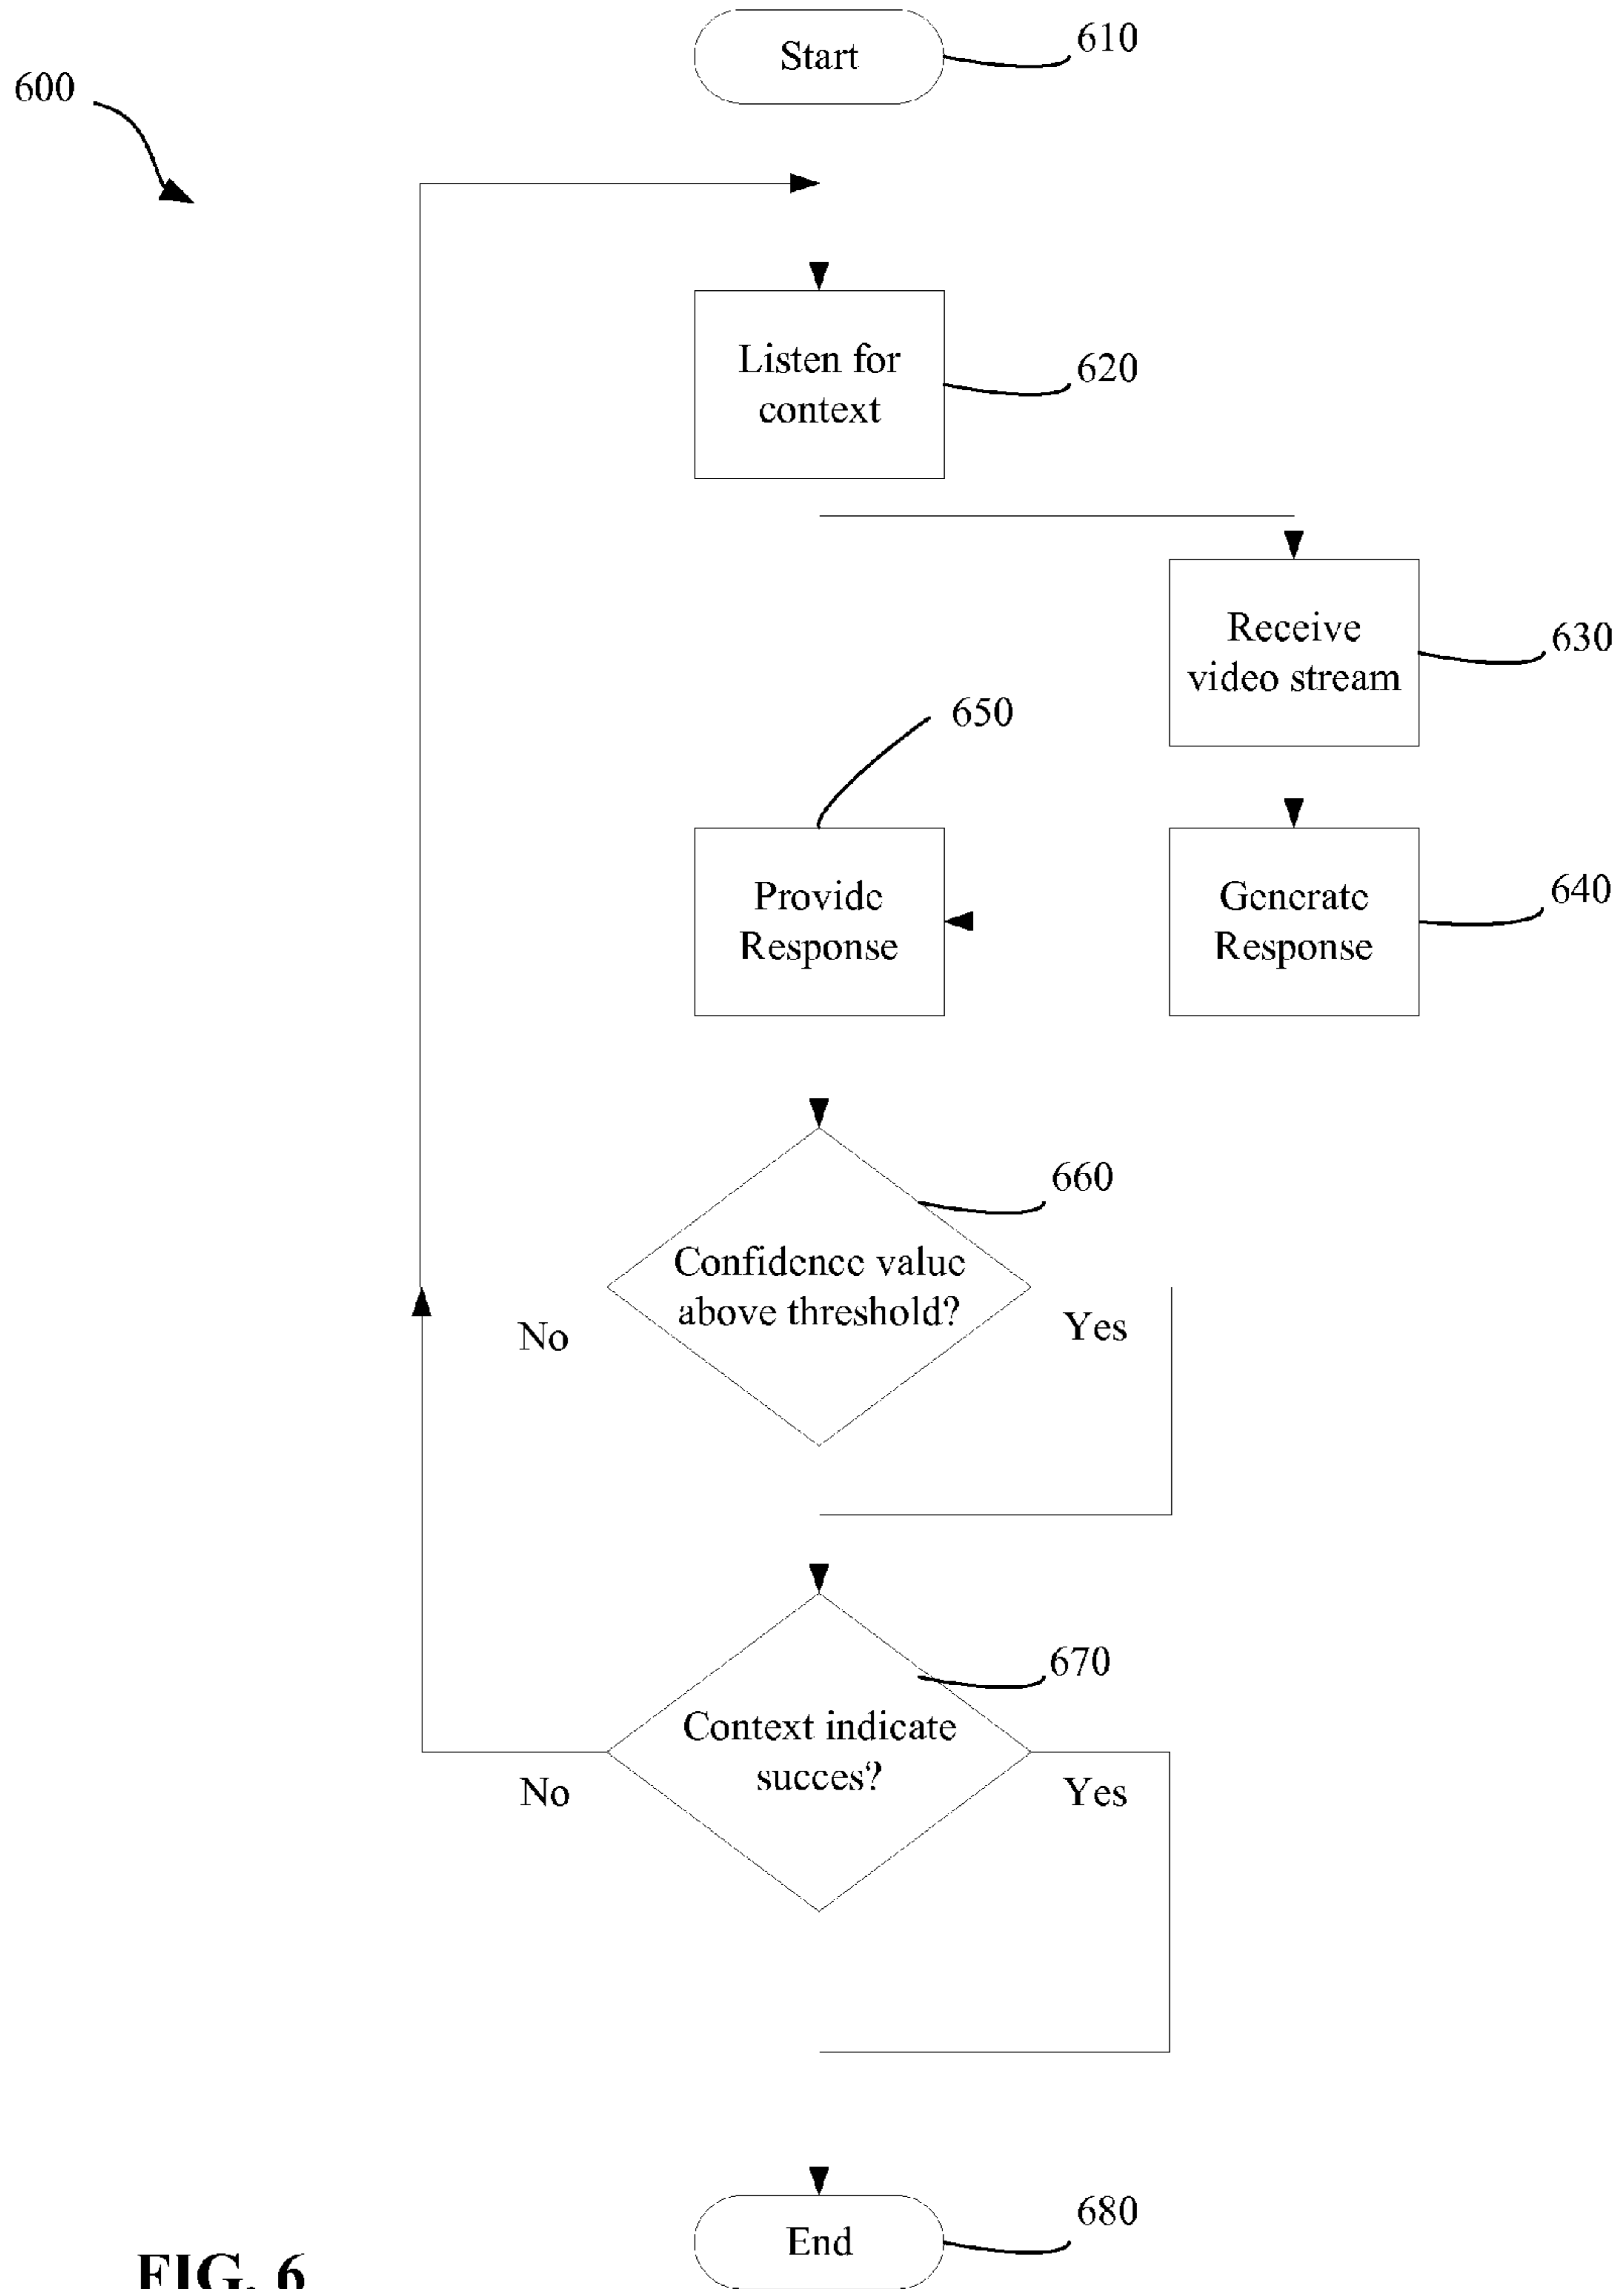 Start
610
600
Listen for
context
620
Receive
video stream
630
650
Provide
Response
Generate
Response
640
660
Confidence value
above threshold?
No
Yes
670
Context indicate
succes?
No
Yes
End
680
FIG. 6